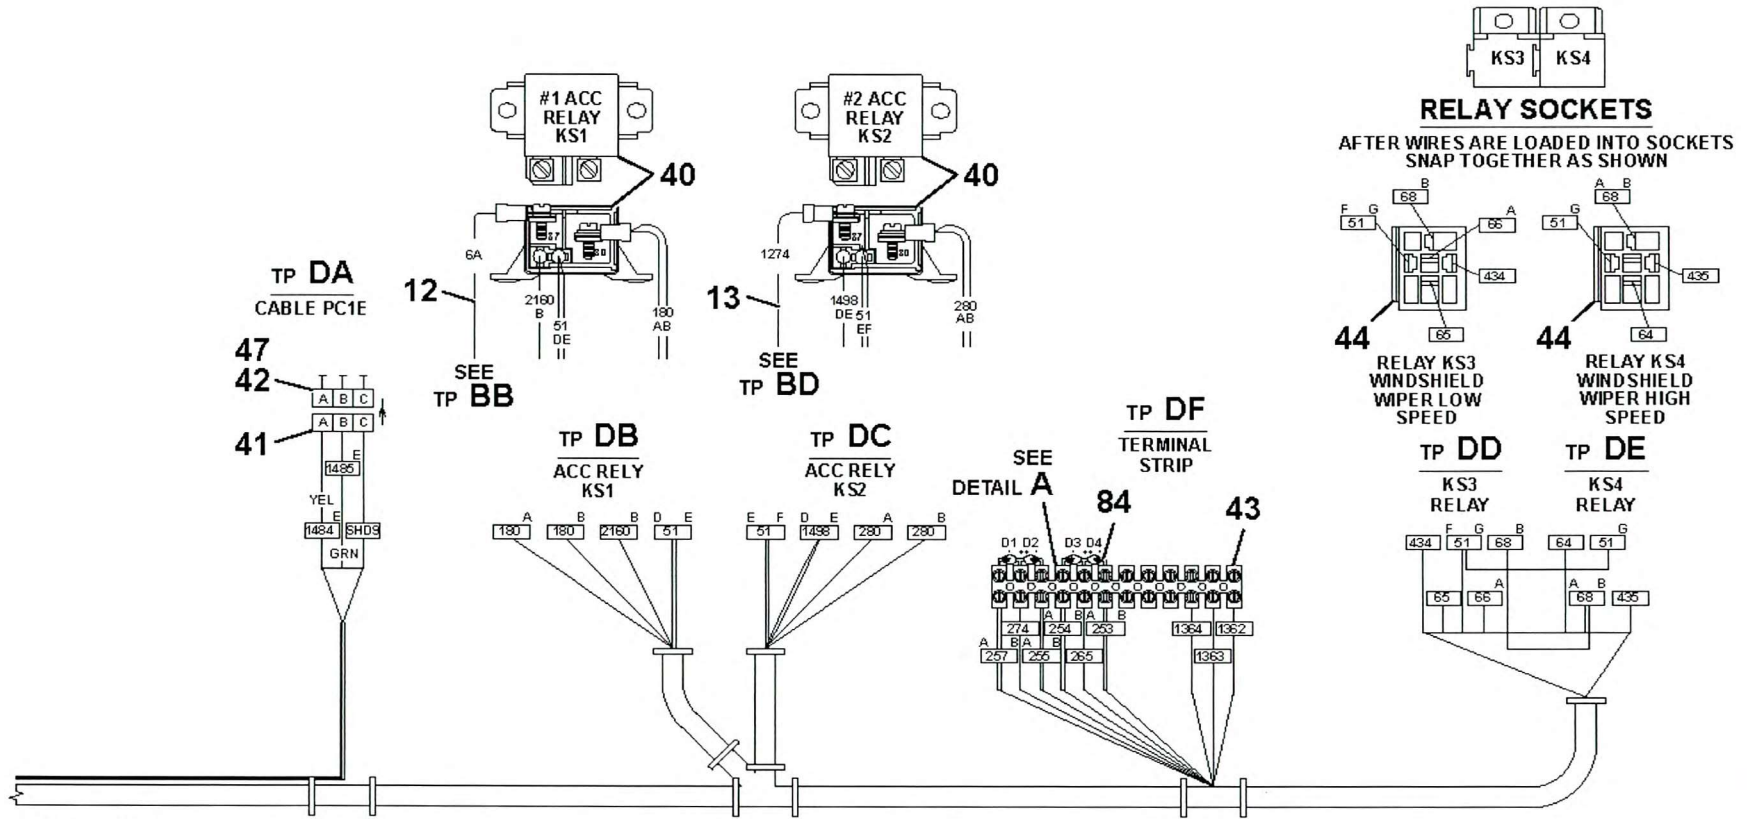 KS3 KS4
RELAY SOCKETS
AFTER WIRES ARE LOADED INTO SOCKETS
SNAP TOGETHER AS SHOWN
#1 ACC
RELAY
KS1
40
#2 ACC
RELAY
KS2
40
6A
12
2160
B
51
DE
180
AB
SEE
TP BB
1274
13
1498
DE
51
EF
280
AB
SEE
TP BD
B
68
F G
51
A
66
434
44
65
RELAY KS3
WINDSHIELD
WIPER LOW
SPEED
A B
68
G
51
435
44
64
RELAY KS4
WINDSHIELD
WIPER HIGH
SPEED
TP DA
CABLE PC1E
47
42
A B C
41
A B C
E
1485
YEL
E
1484
SHD9
GRN
TP DB
ACC RELY
KS1
A B B D E
180 180 2160 51
TP DC
ACC RELY
KS2
E F D E A B
51 1498 280 280
TP DF
TERMINAL
STRIP
SEE
DETAIL A
84
43
D1 D2 D3 D4
A B A B
274 254 253 1364 1362
A B A B
257 255 265 1363
TP DD
KS3
RELAY
TP DE
KS4
RELAY
F G B G
434 51 68 64 51
A A B
65 66 68 435